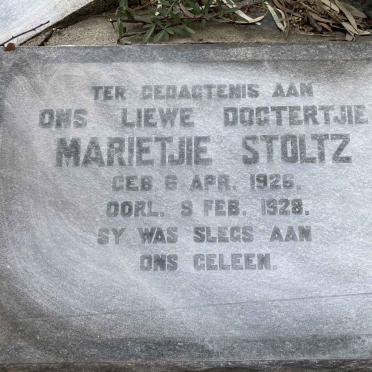 TER GEDAGTENIS AAN
ONS LIEWE DOGTERTJIE
MARIETJIE STOLTZ
GEB 6 APR. 1926.
OORL. 9 FEB. 1928.
SY WAS SLEGS AAN
ONS GELEEN.